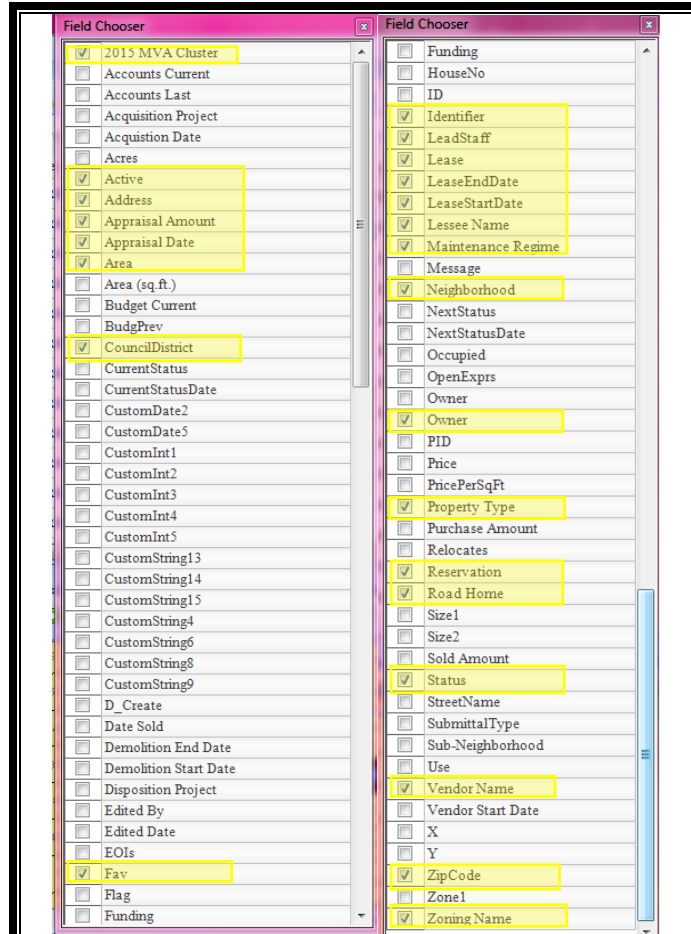 Field Chooser
2015 MVA Cluster
Accounts Current
Accounts Last
Acquisition Project
Acquistion Date
Acres
Active
Address
Appraisal Amount
Appraisal Date
Area
Area (sq.ft.)
Budget Current
BudgPrev
CouncilDistrict
CurrentStatus
CurrentStatusDate
CustomDate2
CustomDate5
CustomInt1
CustomInt2
CustomInt3
CustomInt4
CustomInt5
CustomString13
CustomString14
CustomString15
CustomString4
CustomString6
CustomString8
CustomString9
D_Create
Date Sold
Demolition End Date
Demolition Start Date
Disposition Project
Edited By
Edited Date
EOIs
Fav
Flag
Funding
Field Chooser
Funding
HouseNo
ID
Identifier
LeadStaff
Lease
LeaseEndDate
LeaseStartDate
Lessee Name
Maintenance Regime
Message
Neighborhood
NextStatus
NextStatusDate
Occupied
OpenExprs
Owner
Owner
PID
Price
PricePerSqFt
Property Type
Purchase Amount
Relocates
Reservation
Road Home
Size1
Size2
Sold Amount
Status
StreetName
SubmittalType
Sub-Neighborhood
Use
Vendor Name
Vendor Start Date
X
Y
ZipCode
Zone1
Zoning Name